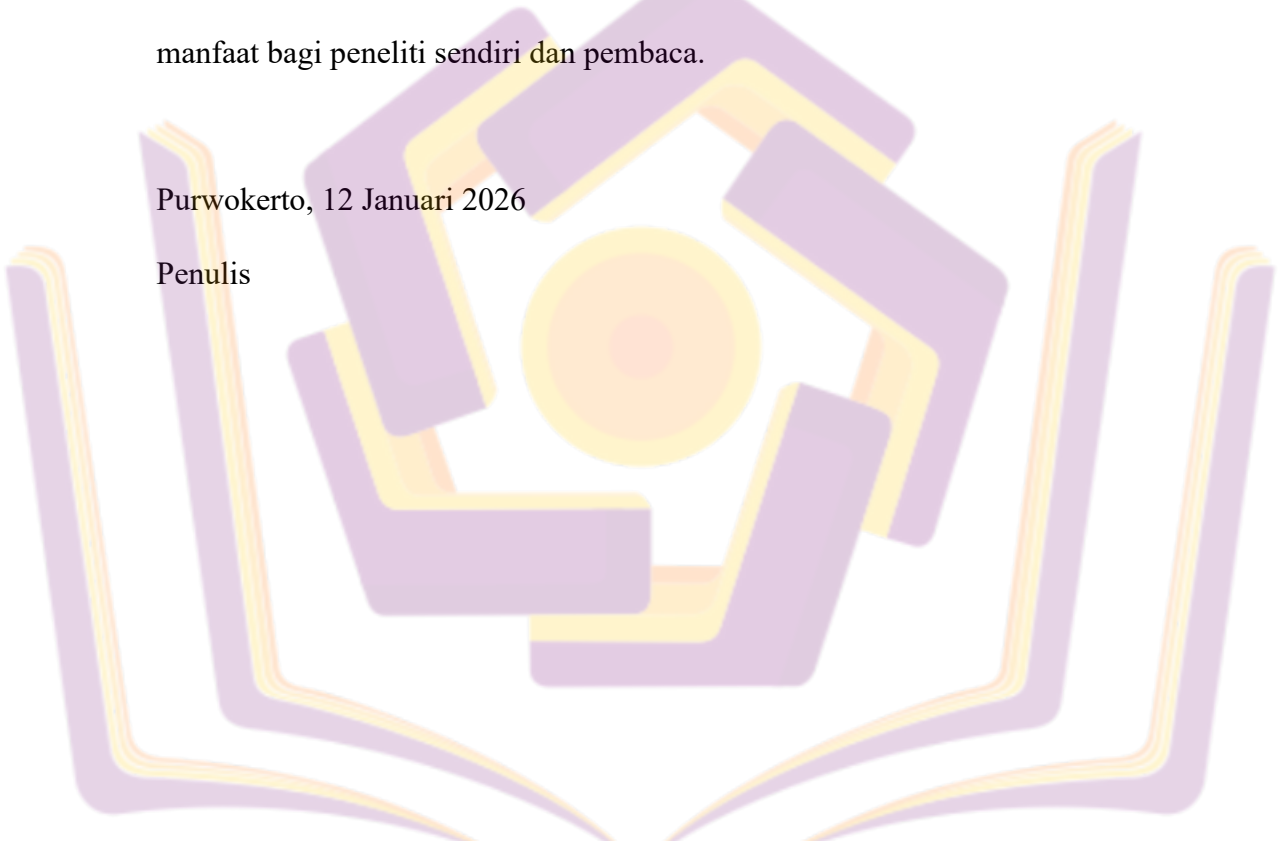 manfaat bagi peneliti sendiri dan pembaca.
Purwokerto, 12 Januari 2026
Penulis